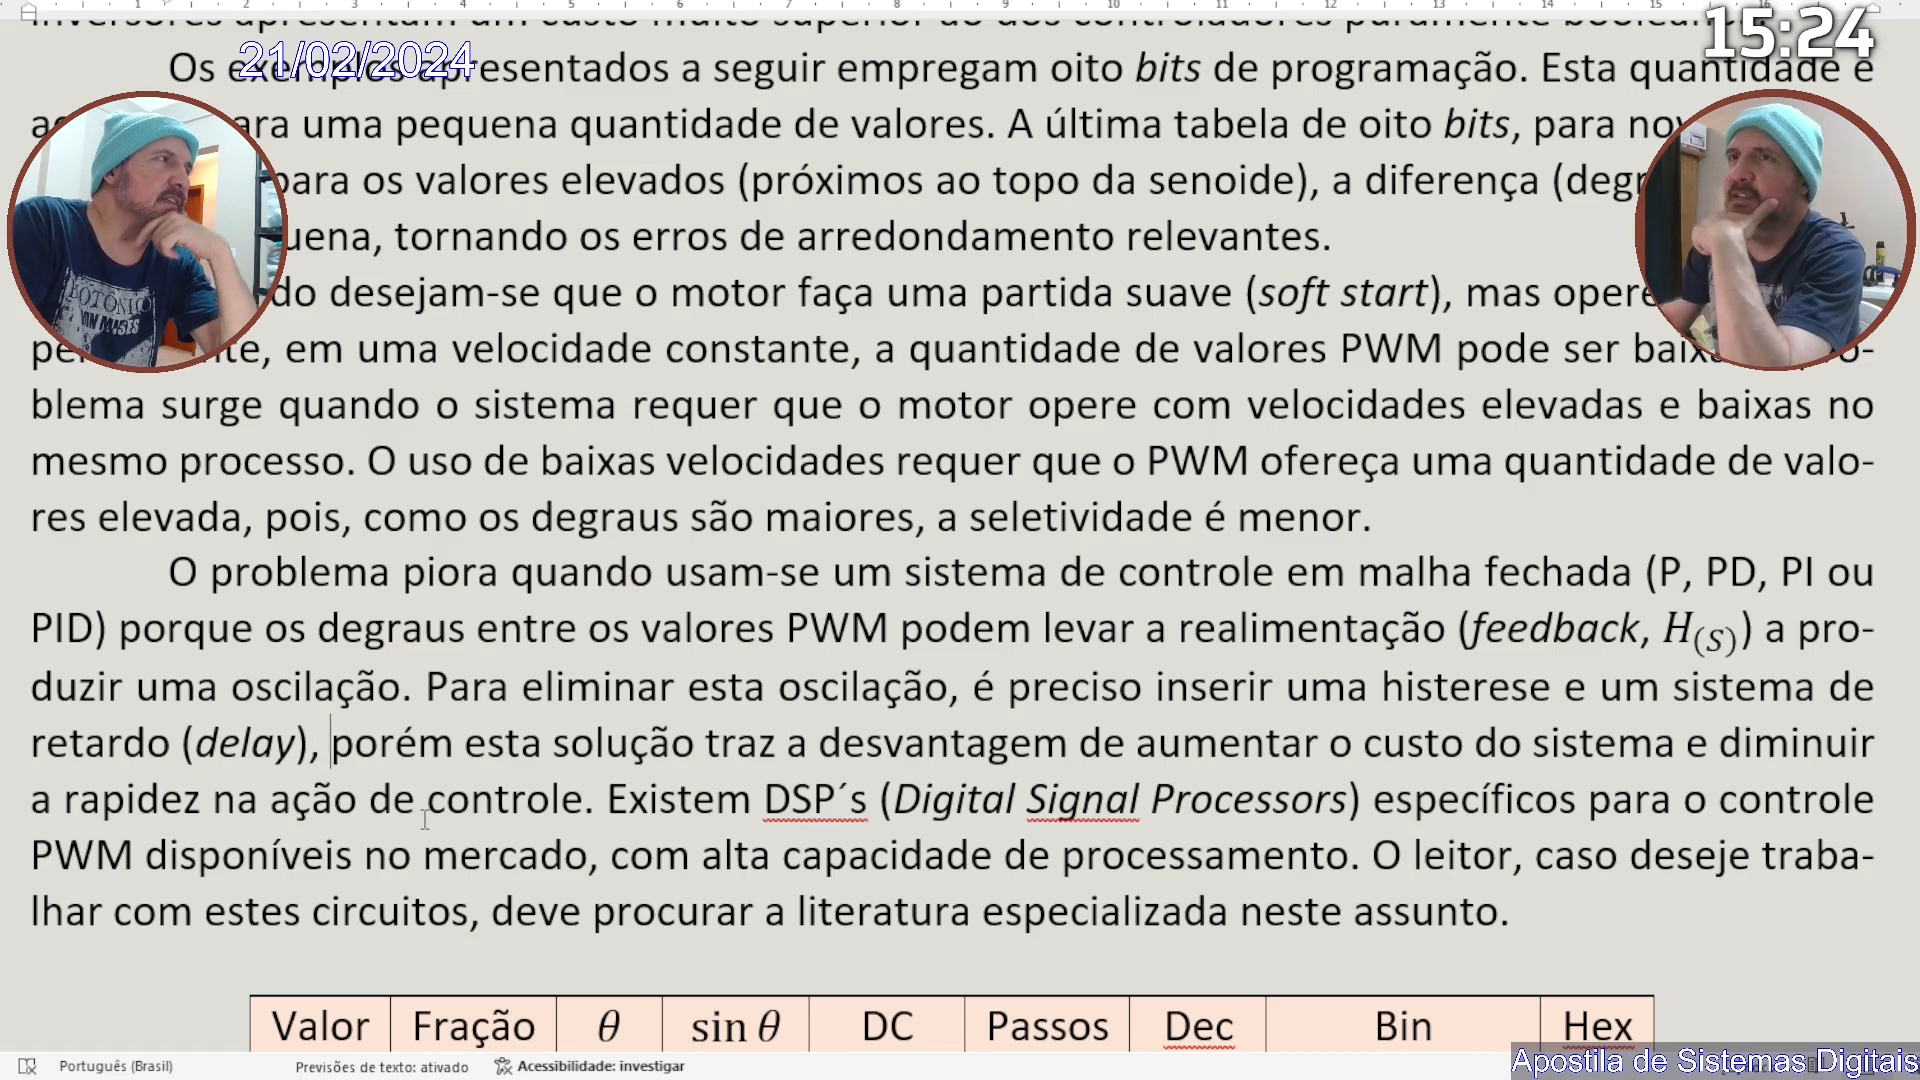 inversores apresentam um custo muito superior ao dos controladores puramente
15:24
21/02/2024
Os exemplos apresentados a seguir empregam oito bits de programação. Esta quantidade é
ara uma pequena quantidade de valores. A última tabela de oito bits, para
para os valores elevados (próximos ao topo da senoide), a diferença
uena, tornando os erros de arredondamento relevantes.
do desejam-se que o motor faça uma partida suave (soft start), mas opere
te, em uma velocidade constante, a quantidade de valores PWM pode ser
blema surge quando o sistema requer que o motor opere com velocidades elevadas e baixas no
mesmo processo. O uso de baixas velocidades requer que o PWM ofereça uma quantidade de valo-
res elevada, pois, como os degraus são maiores, a seletividade é menor.
O problema piora quando usam-se um sistema de controle em malha fechada (P, PD, PI ou
PID) porque os degraus entre os valores PWM podem levar a realimentação (feedback, H(S)) a pro-
duzir uma oscilação. Para eliminar esta oscilação, é preciso inserir uma histerese e um sistema de
retardo (delay), porém esta solução traz a desvantagem de aumentar o custo do sistema e diminuir
a rapidez na ação de controle. Existem DSP´s (Digital Signal Processors) específicos para o controle
PWM disponíveis no mercado, com alta capacidade de processamento. O leitor, caso deseje traba-
lhar com estes circuitos, deve procurar a literatura especializada neste assunto.
Valor Fração θ sin θ DC Passos Dec Bin Hex
Português (Brasil) Previsões de texto: ativado Acessibilidade: investigar
Apostila de Sistemas Digitais